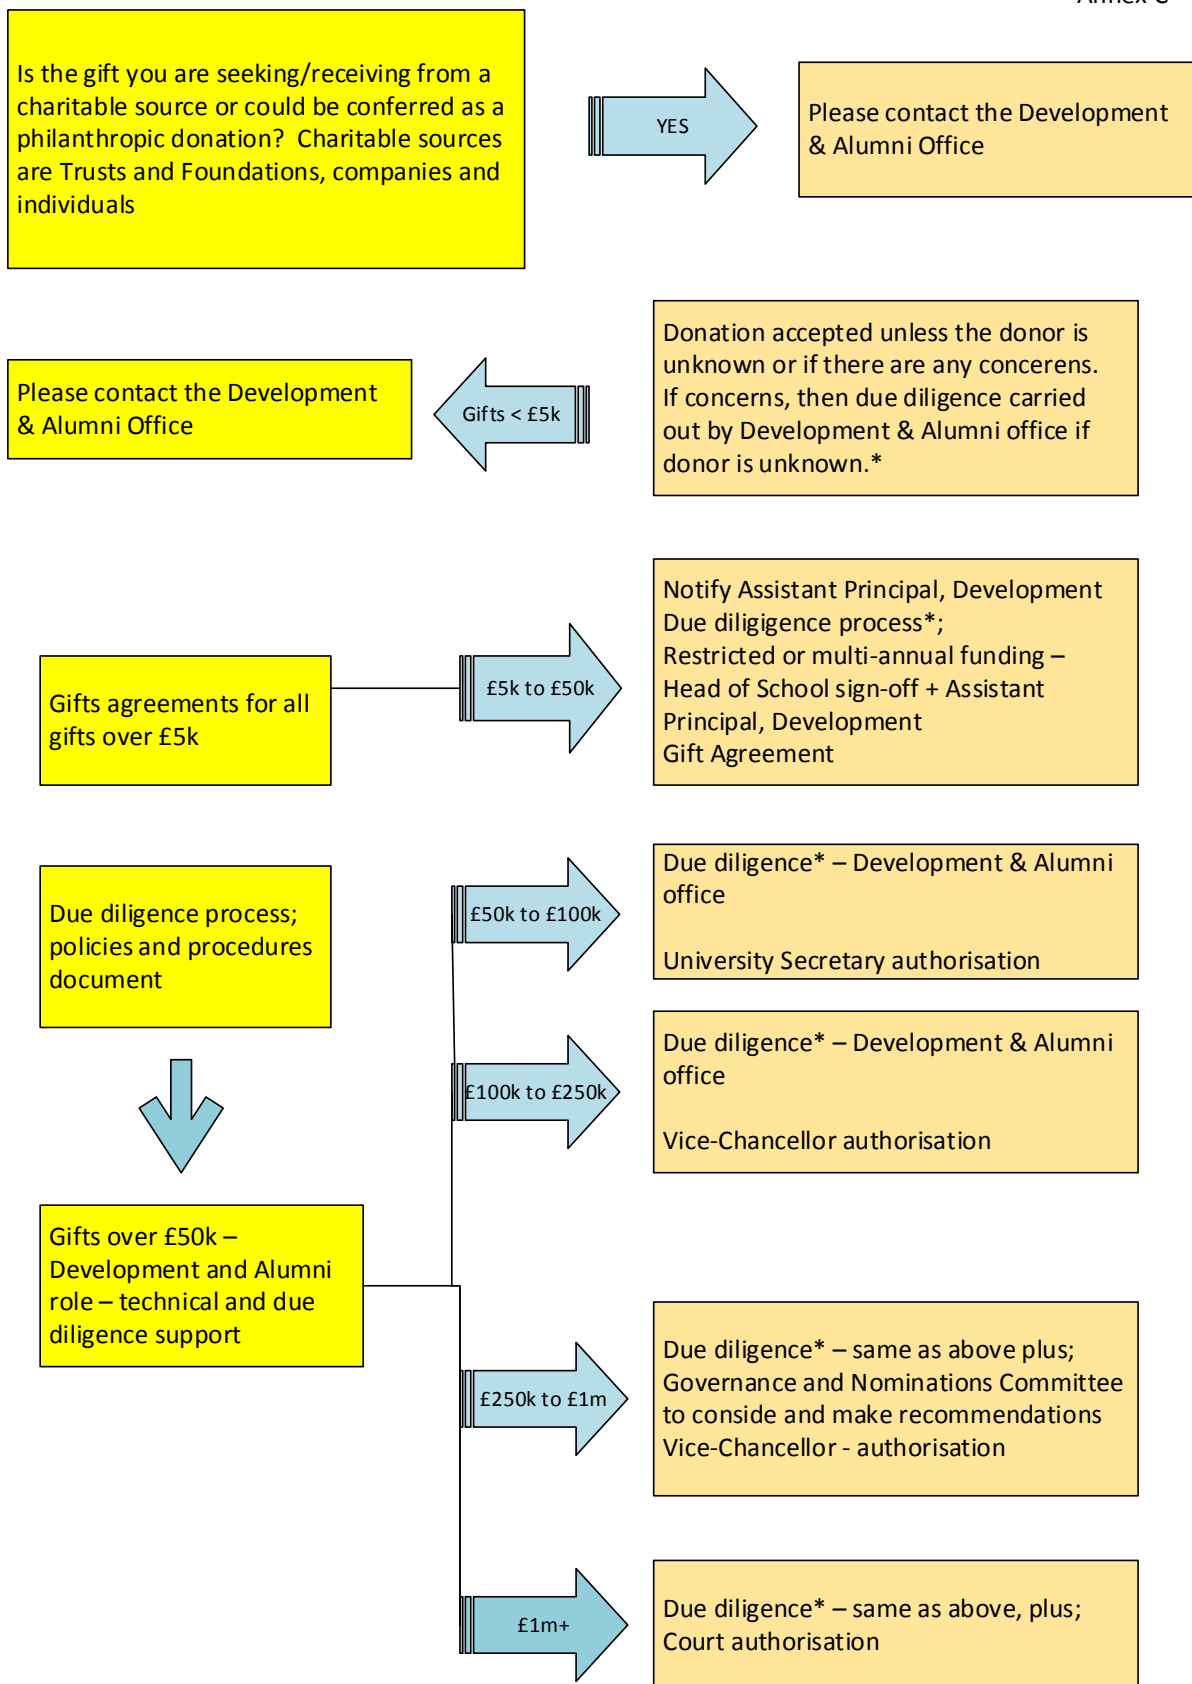 Annex C
Is the gift you are seeking/receiving from a
charitable source or could be conferred as a
philanthropic donation? Charitable sources
are Trusts and Foundations, companies and
individuals
YES
Please contact the Development
& Alumni Office
Please contact the Development
& Alumni Office
Gifts < £5k
Donation accepted unless the donor is
unknown or if there are any concerens.
If concerns, then due diligence carried
out by Development & Alumni office if
donor is unknown.*
Gifts agreements for all
gifts over £5k
£5k to £50k
Notify Assistant Principal, Development
Due diligigence process*;
Restricted or multi-annual funding –
Head of School sign-off + Assistant
Principal, Development
Gift Agreement
Due diligence process;
policies and procedures
document
£50k to £100k
Due diligence* – Development & Alumni
office
University Secretary authorisation
£100k to £250k
Due diligence* – Development & Alumni
office
Vice-Chancellor authorisation
Gifts over £50k –
Development and Alumni
role – technical and due
diligence support
£250k to £1m
Due diligence* – same as above plus;
Governance and Nominations Committee
to conside and make recommendations
Vice-Chancellor - authorisation
£1m+
Due diligence* – same as above, plus;
Court authorisation